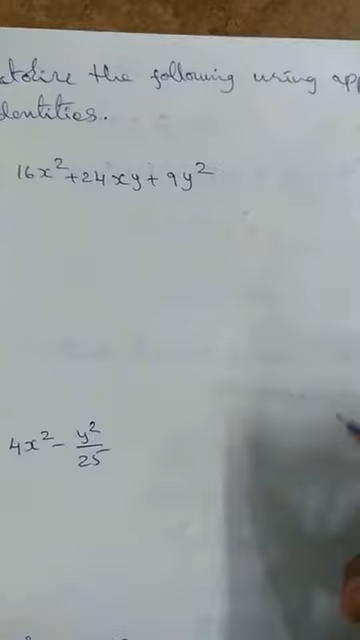 the following using
16x² + 24xy + 9y²
4x² - y²/25